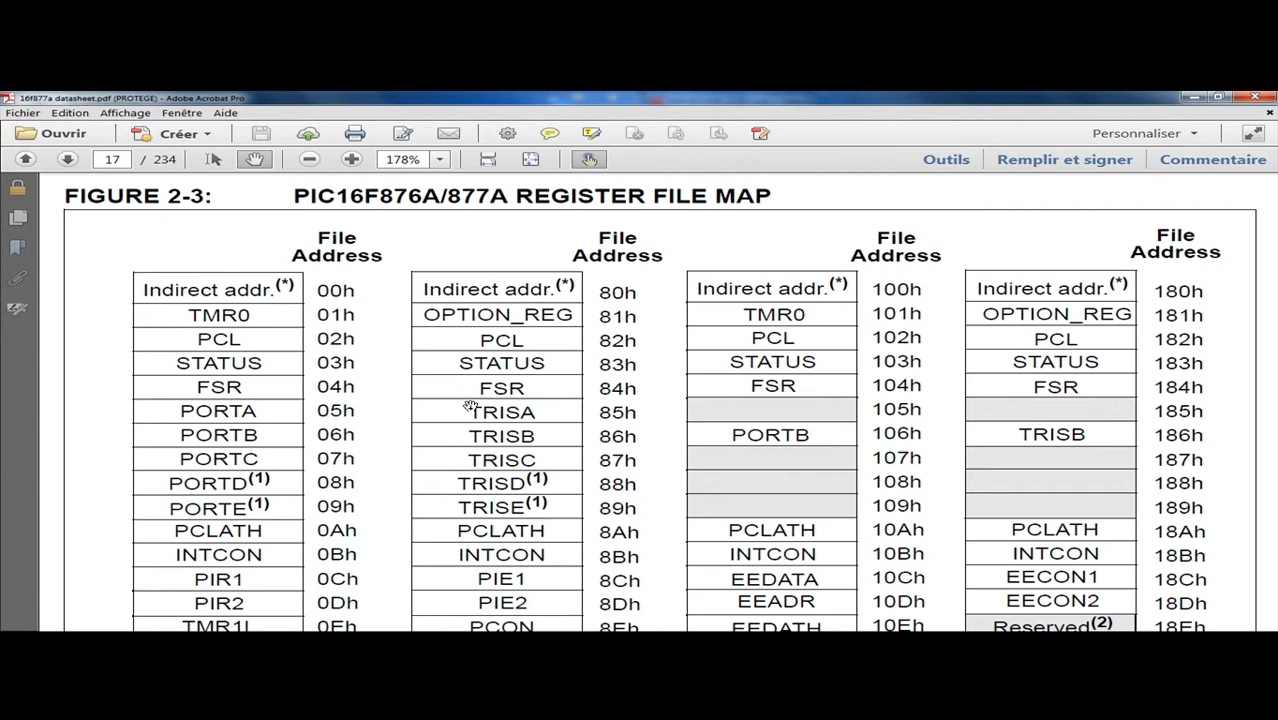 16f877a datasheet.pdf (PROTEGE) - Adobe Acrobat Pro
Fichier Edition Affichage Fenêtre Aide
Ouvrir Créer Personnaliser
17 / 234 178% Outils Remplir et signer Commentaire
FIGURE 2-3: PIC16F876A/877A REGISTER FILE MAP
File File File File
Address Address Address Address
Indirect addr.(*) 00h Indirect addr.(*) 80h Indirect addr.(*) 100h Indirect addr.(*) 180h
TMR0 01h OPTION_REG 81h TMR0 101h OPTION_REG 181h
PCL 02h PCL 82h PCL 102h PCL 182h
STATUS 03h STATUS 83h STATUS 103h STATUS 183h
FSR 04h FSR 84h FSR 104h FSR 184h
PORTA 05h TRISA 85h 105h 185h
PORTB 06h TRISB 86h PORTB 106h TRISB 186h
PORTC 07h TRISC 87h 107h 187h
PORTD(1) 08h TRISD(1) 88h 108h 188h
PORTE(1) 09h TRISE(1) 89h 109h 189h
PCLATH 0Ah PCLATH 8Ah PCLATH 10Ah PCLATH 18Ah
INTCON 0Bh INTCON 8Bh INTCON 10Bh INTCON 18Bh
PIR1 0Ch PIE1 8Ch EEDATA 10Ch EECON1 18Ch
PIR2 0Dh PIE2 8Dh EEADR 10Dh EECON2 18Dh
TMR1L 0Eh PCON 8Eh EEDATH 10Eh Reserved(2) 18Eh